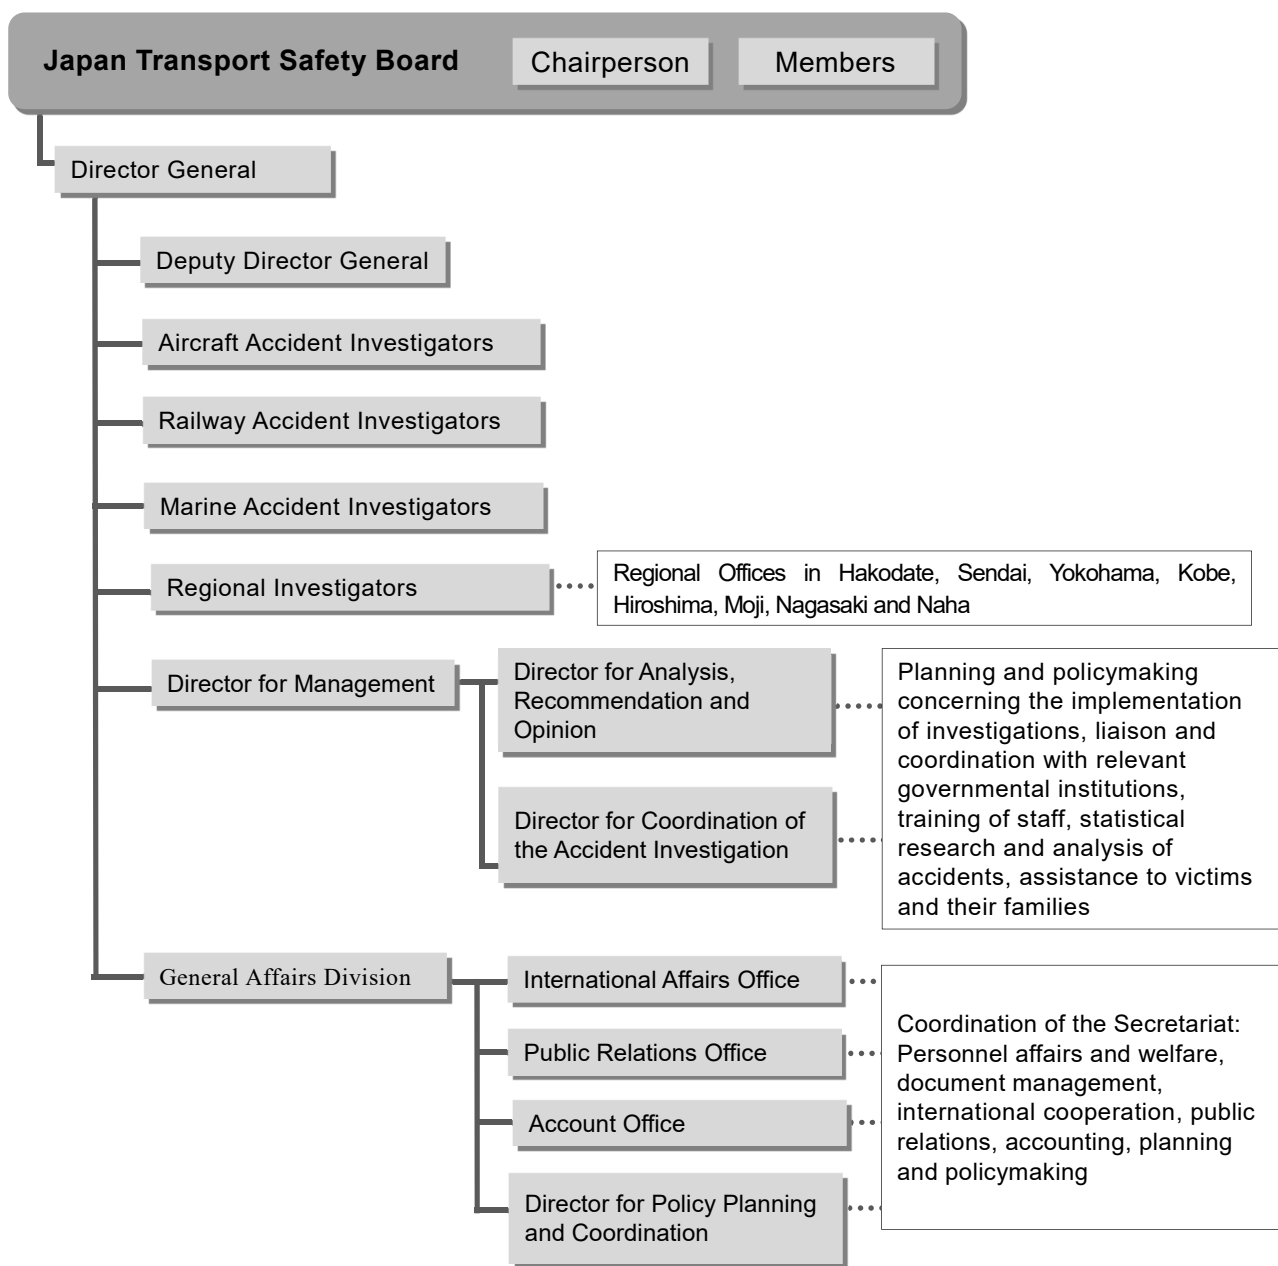 Japan Transport Safety Board
Chairperson
Members
Director General
Deputy Director General
Aircraft Accident Investigators
Railway Accident Investigators
Marine Accident Investigators
Regional Investigators
Regional Offices in Hakodate, Sendai, Yokohama, Kobe,
Hiroshima, Moji, Nagasaki and Naha
Director for Management
Director for Analysis,
Recommendation and
Opinion
Director for Coordination of
the Accident Investigation
Planning and policymaking
concerning the implementation
of investigations, liaison and
coordination with relevant
governmental institutions,
training of staff, statistical
research and analysis of
accidents, assistance to victims
and their families
General Affairs Division
International Affairs Office
Public Relations Office
Account Office
Director for Policy Planning
and Coordination
Coordination of the Secretariat:
Personnel affairs and welfare,
document management,
international cooperation, public
relations, accounting, planning
and policymaking